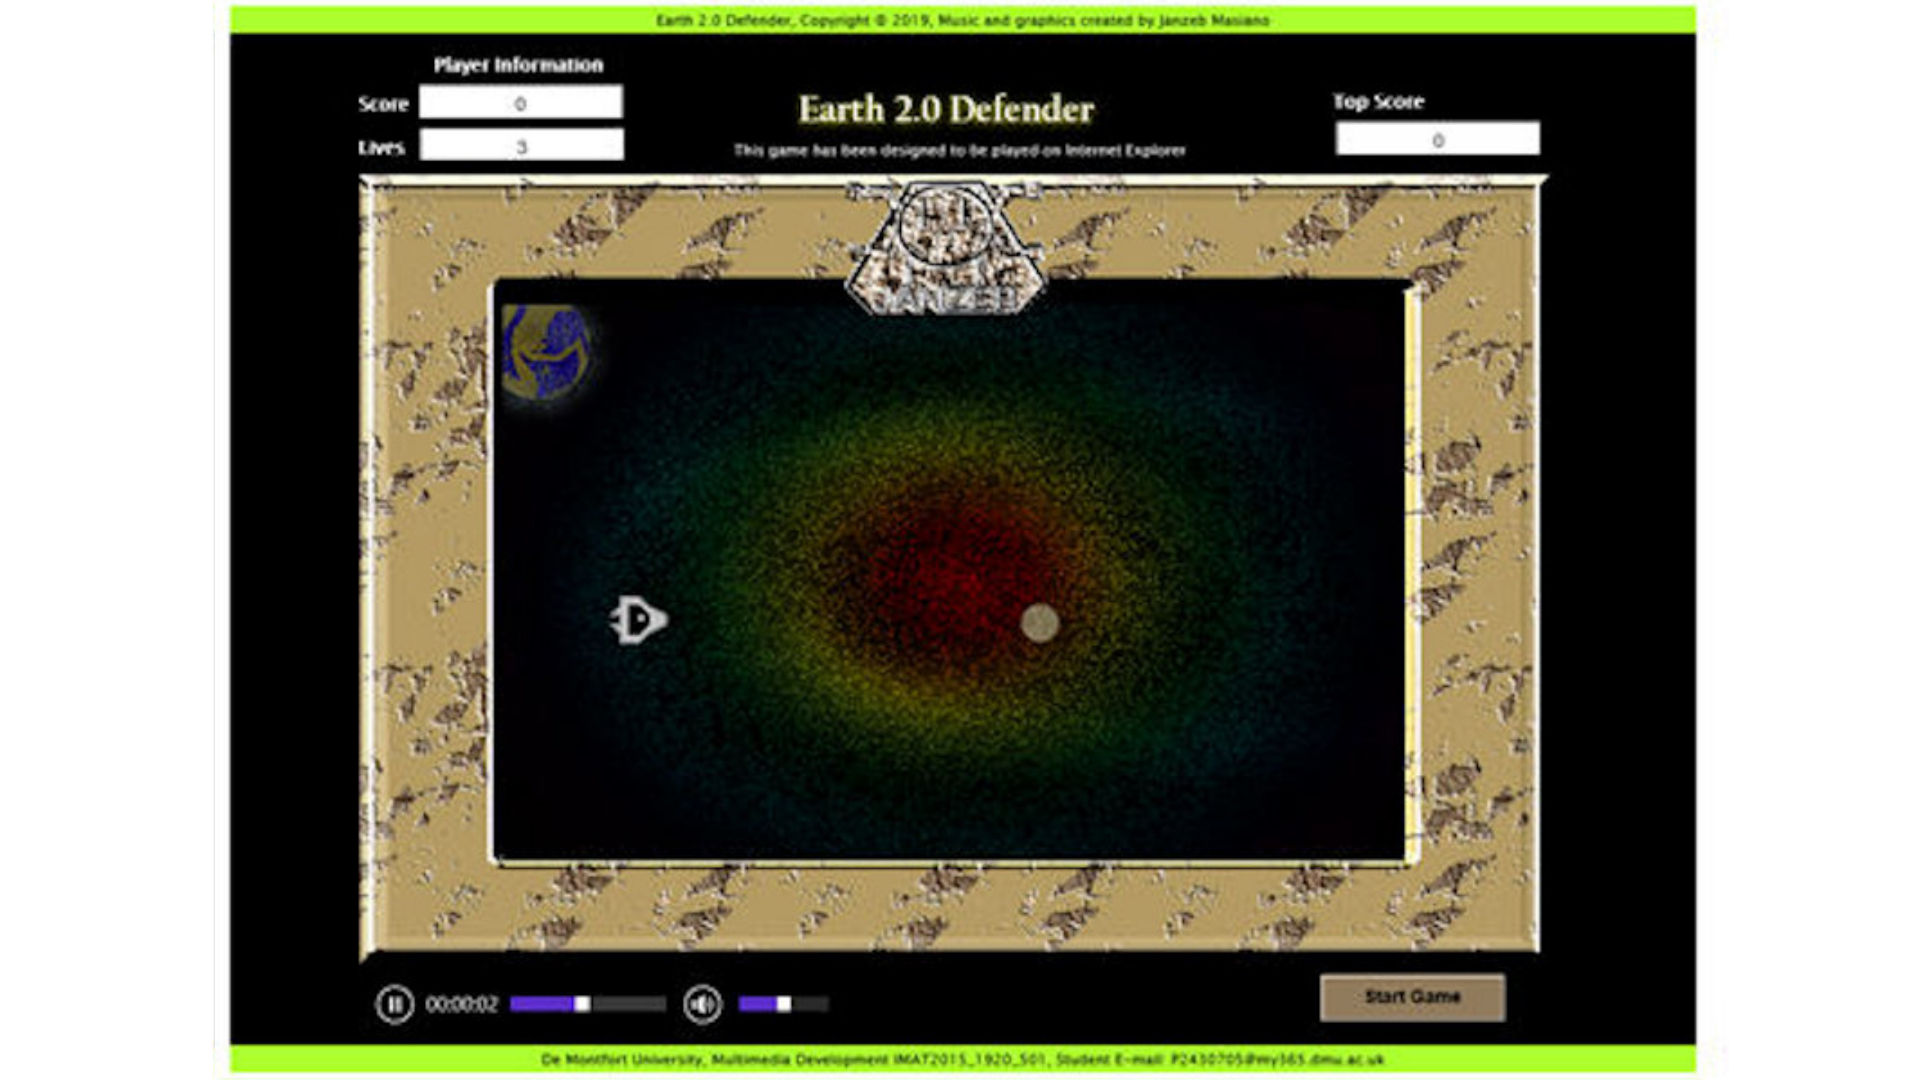 Earth 2.0 Defender, Copyright © 2019, Music and graphics created by Janzeb Masiano
Player Information
Score 0
Lives 3
Earth 2.0 Defender
This game has been designed to be played on Internet Explorer
Top Score
0
JANZEB
00:00:02
Start Game
De Montfort University, Multimedia Development IMAT2015_1920_501, Student E-mail: P2430705@my365.dmu.ac.uk